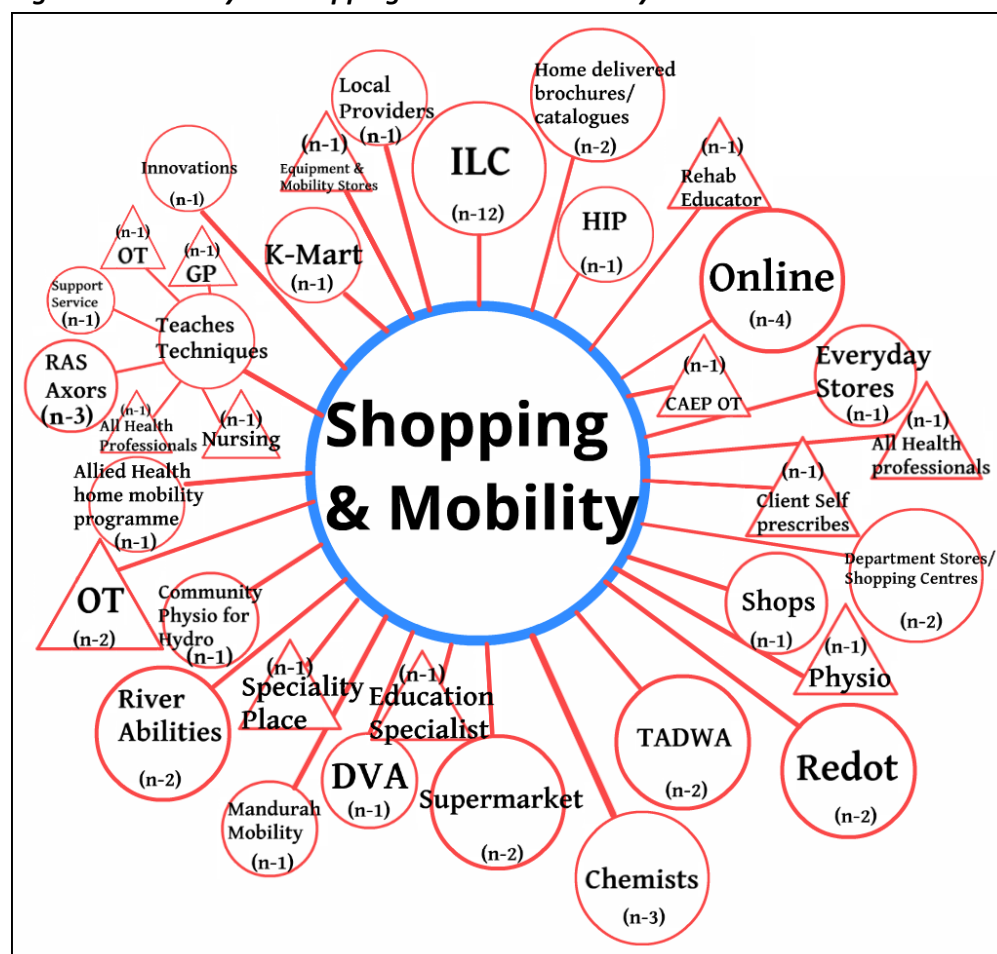 Local
Providers
(n-1)
Home delivered
brochures/
catalogues
(n-2)
Innovations
(n-1)
(n-1)
Equipment &
Mobility Stores
ILC
(n-12)
(n-1)
Rehab
Educator
HIP
(n-1)
K-Mart
(n-1)
(n-1)
OT
(n-1)
GP
Online
(n-4)
Support
Service
(n-1)
Teaches
Techniques
RAS
Axors
(n-3)
(n-1)
All Health
Professionals
(n-1)
Nursing
(n-1)
CAEP OT
Everyday
Stores
(n-1)
(n-1)
All Health
professionals
Shopping
& Mobility
Allied Health
home mobility
programme
(n-1)
(n-1)
Client Self
prescribes
Department Stores/
Shopping Centres
(n-2)
OT
(n-2)
Community
Physio for
Hydro
(n-1)
Shops
(n-1)
(n-1)
Physio
River
Abilities
(n-2)
(n-1)
Speciality
Place
(n-1)
Education
Specialist
TADWA
(n-2)
Redot
(n-2)
DVA
(n-1)
Supermarket
(n-2)
Mandurah
Mobility
(n-1)
Chemists
(n-3)